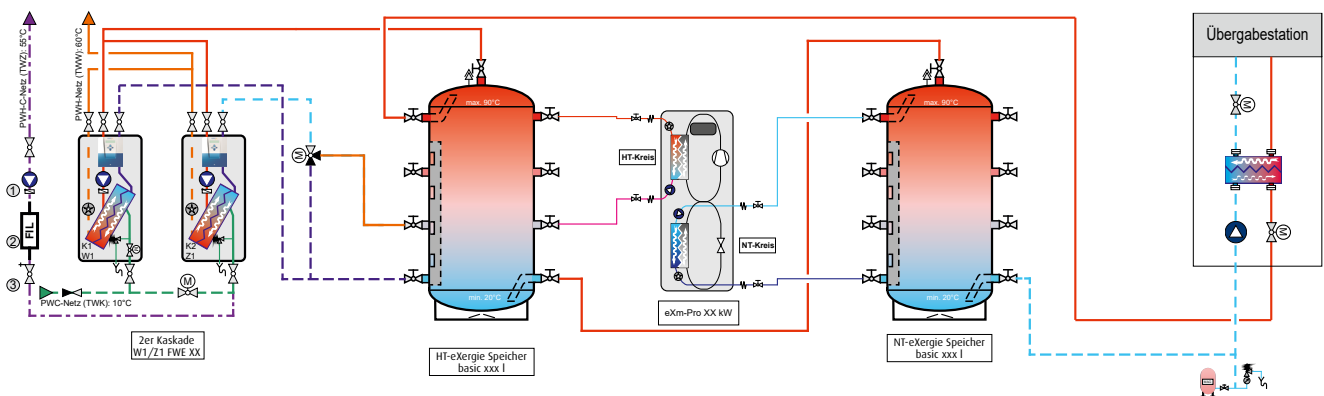 PWH-C-Netz (TWZ): 55°C
PWH-Netz (TWW): 60°C
1
FIL
2
3
K1
W1
M
K2
Z1
M
M
PWC-Netz (TWK): 10°C
2er Kaskade
W1/Z1 FWE XX
max. 90°C
min. 20°C
HT-eXergie Speicher
basic xxx l
HT-Kreis
NT-Kreis
eXm-Pro XX kW
max. 90°C
min. 20°C
NT-eXergie Speicher
basic xxx l
Übergabestation
M
M